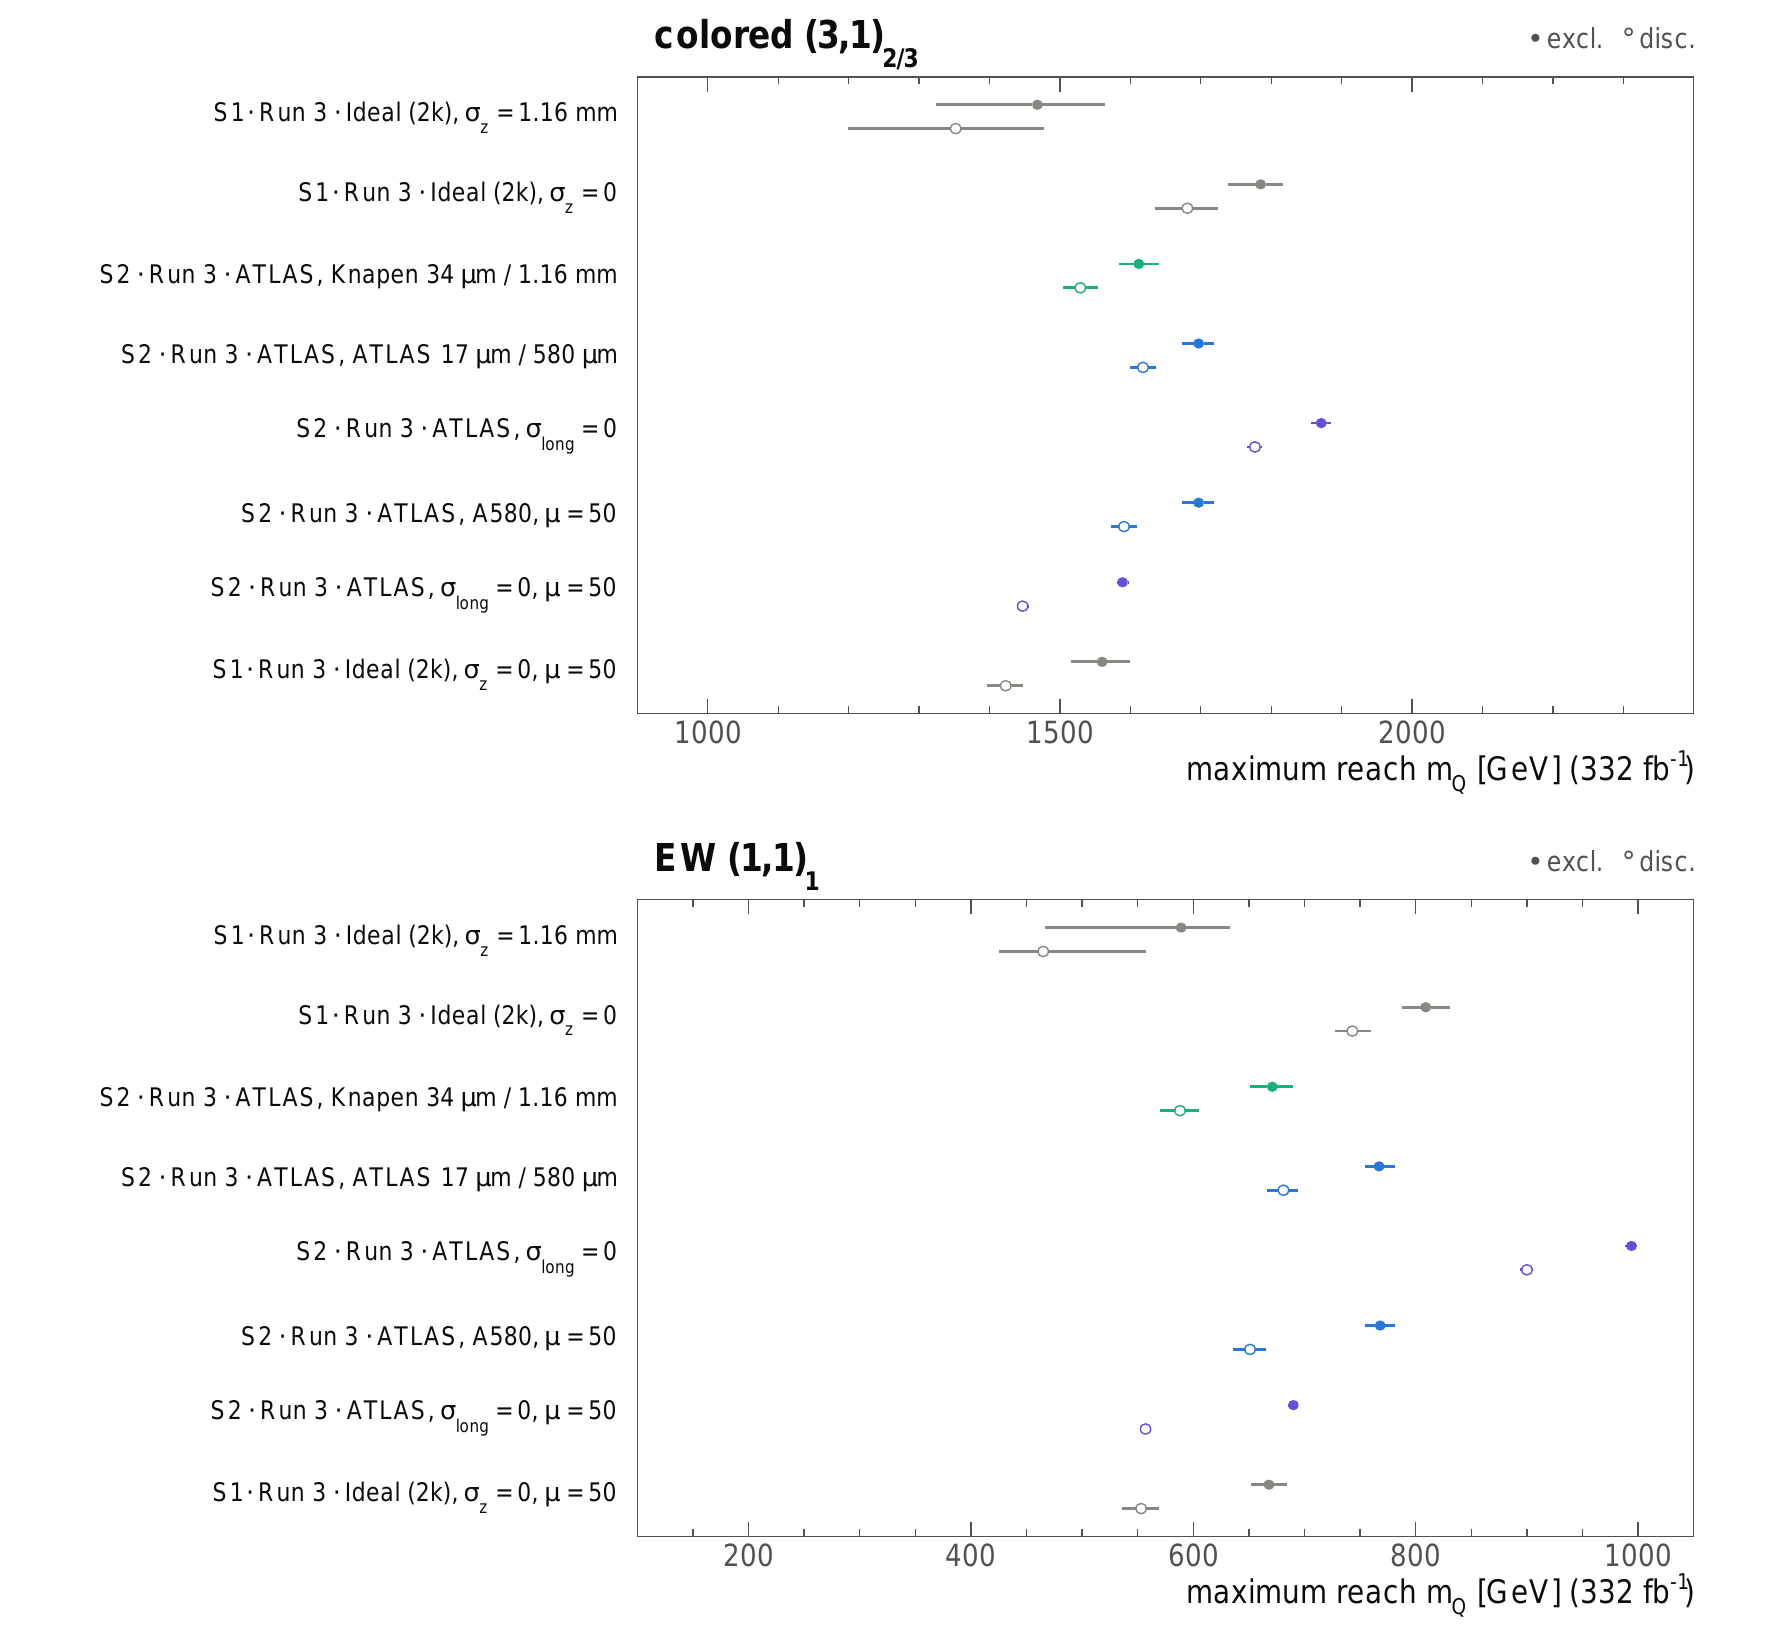 colored (3,1)2/3
• excl. ° disc.
S1 · Run 3 · Ideal (2k), σz = 1.16 mm
S1 · Run 3 · Ideal (2k), σz = 0
S2 · Run 3 · ATLAS, Knapen 34 μm / 1.16 mm
S2 · Run 3 · ATLAS, ATLAS 17 μm / 580 μm
S2 · Run 3 · ATLAS, σlong = 0
S2 · Run 3 · ATLAS, A580, μ = 50
S2 · Run 3 · ATLAS, σlong = 0, μ = 50
S1 · Run 3 · Ideal (2k), σz = 0, μ = 50
1000 1500 2000
maximum reach mQ [GeV] (332 fb-1)
EW (1,1)1
• excl. ° disc.
S1 · Run 3 · Ideal (2k), σz = 1.16 mm
S1 · Run 3 · Ideal (2k), σz = 0
S2 · Run 3 · ATLAS, Knapen 34 μm / 1.16 mm
S2 · Run 3 · ATLAS, ATLAS 17 μm / 580 μm
S2 · Run 3 · ATLAS, σlong = 0
S2 · Run 3 · ATLAS, A580, μ = 50
S2 · Run 3 · ATLAS, σlong = 0, μ = 50
S1 · Run 3 · Ideal (2k), σz = 0, μ = 50
200 400 600 800 1000
maximum reach mQ [GeV] (332 fb-1)